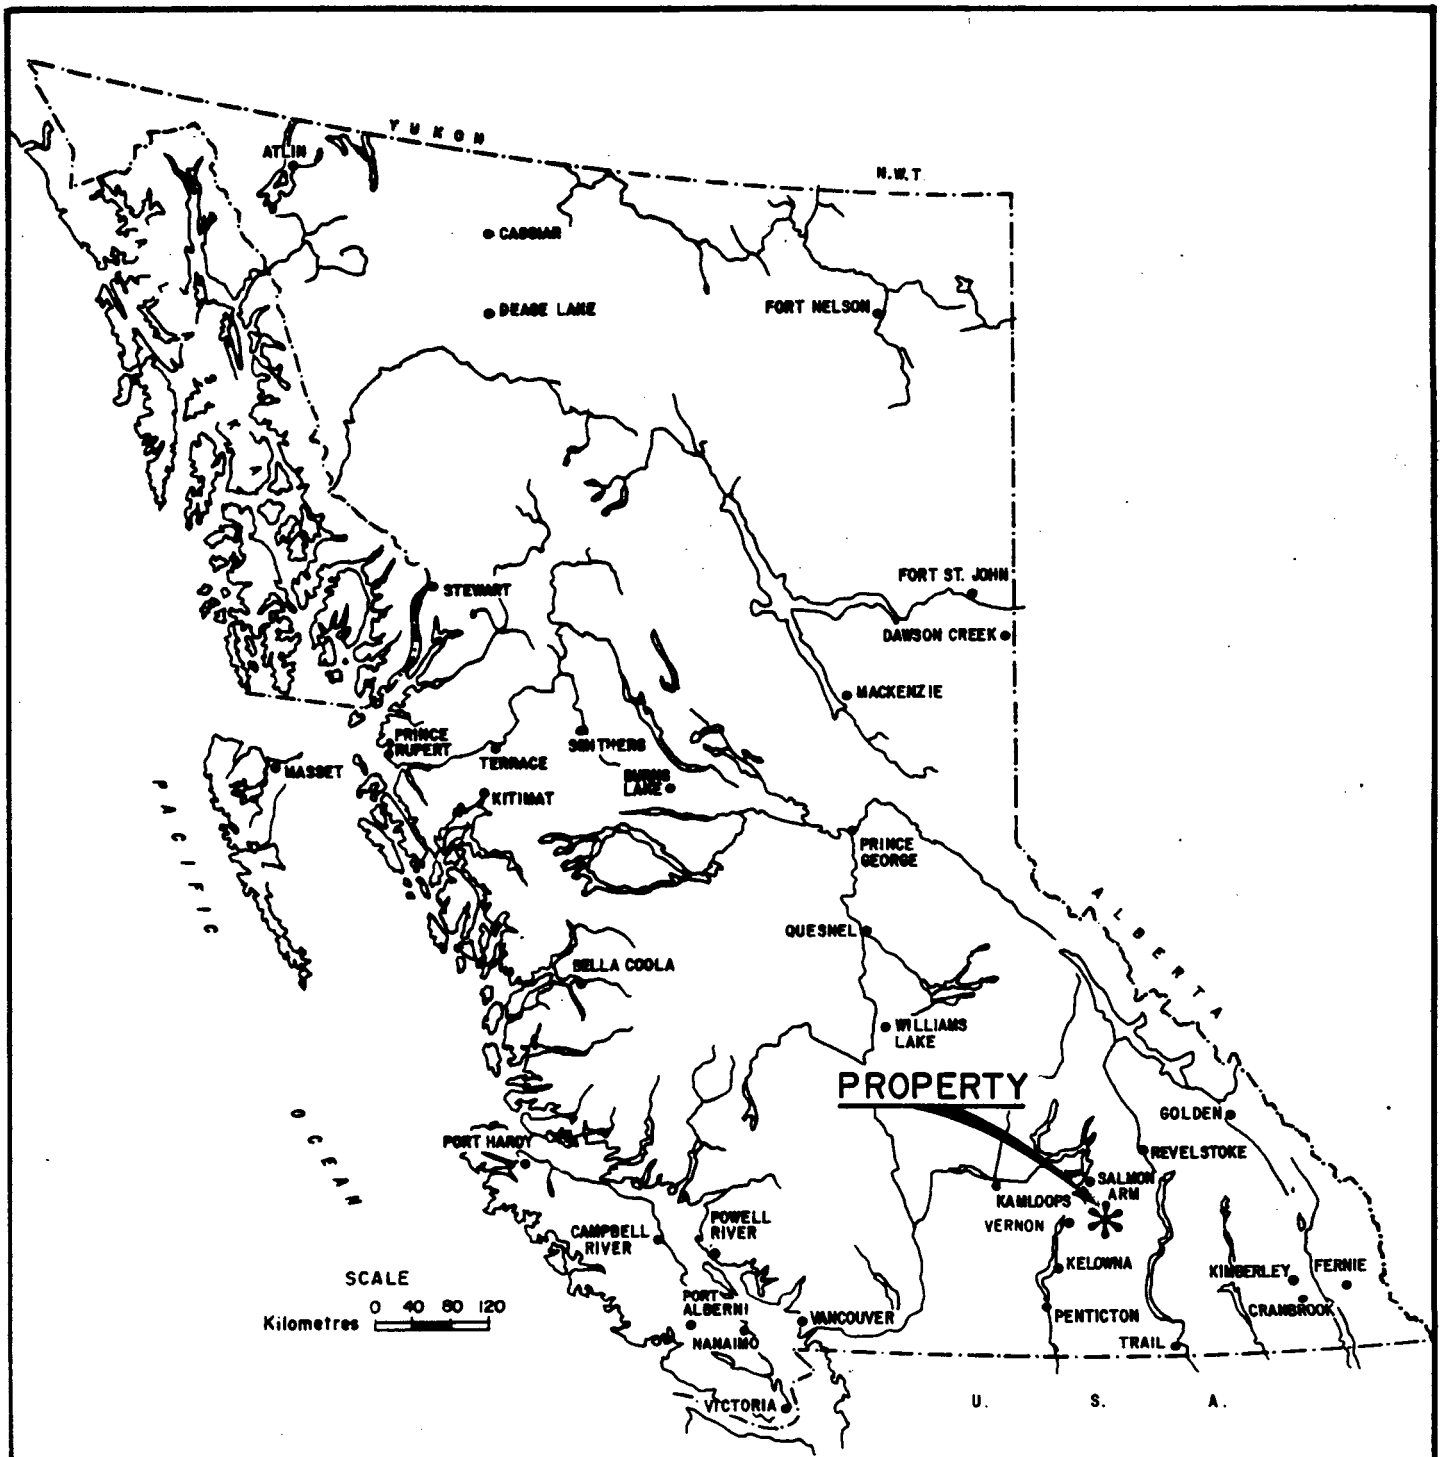 YUKON
N.W.T.
ATLIN
CASSIAR
DEASE LAKE
FORT NELSON
ALASKA
STEWART
FORT ST. JOHN
DAWSON CREEK
MACKENZIE
PRINCE
RUPERT
TERRACE
SMITHERS
BURNS
LAKE
MASSET
KITIMAT
PACIFIC
OCEAN
PRINCE
GEORGE
ALBERTA
QUESNEL
BELLA COOLA
WILLIAMS
LAKE
PROPERTY
GOLDEN
PORT HARDY
REVELSTOKE
SALMON
ARM
KAMLOOPS
VERNON
CAMPBELL
RIVER
POWELL
RIVER
KELOWNA
KIMBERLEY
FERNIE
CRANBROOK
SCALE
0 40 80 120
Kilometres
PORT
ALBERNI
NANAIMO
VANCOUVER
PENTICTON
TRAIL
VICTORIA
U. S. A.